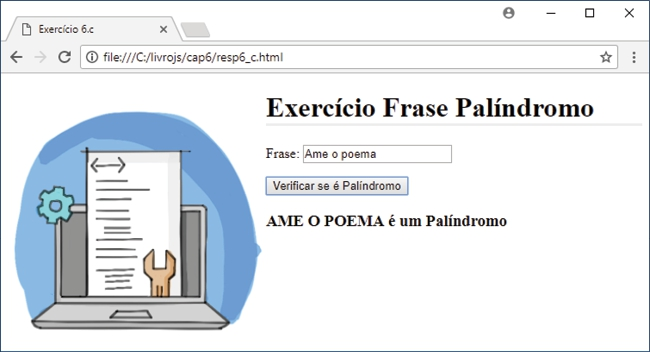 Exercício 6.c
file:///C:/livrojs/cap6/resp6_c.html
Exercício Frase Palíndromo
Frase: Ame o poema
Verificar se é Palíndromo
AME O POEMA é um Palíndromo